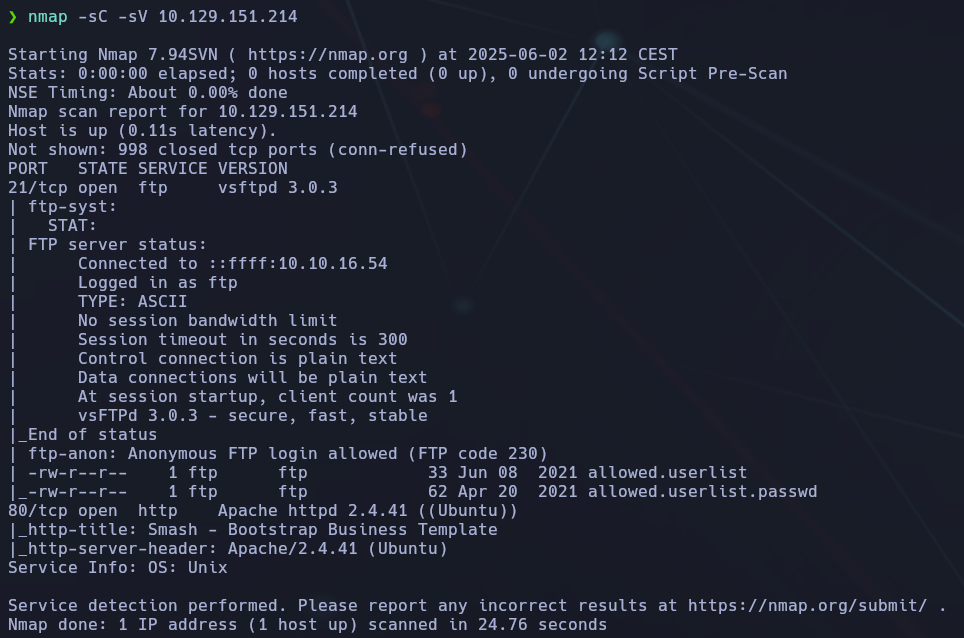 ❯ nmap -sC -sV 10.129.151.214
Starting Nmap 7.94SVN ( https://nmap.org ) at 2025-06-02 12:12 CEST
Stats: 0:00:00 elapsed; 0 hosts completed (0 up), 0 undergoing Script Pre-Scan
NSE Timing: About 0.00% done
Nmap scan report for 10.129.151.214
Host is up (0.11s latency).
Not shown: 998 closed tcp ports (conn-refused)
PORT   STATE SERVICE VERSION
21/tcp open  ftp     vsftpd 3.0.3
| ftp-syst:
|   STAT:
| FTP server status:
|      Connected to ::ffff:10.10.16.54
|      Logged in as ftp
|      TYPE: ASCII
|      No session bandwidth limit
|      Session timeout in seconds is 300
|      Control connection is plain text
|      Data connections will be plain text
|      At session startup, client count was 1
|      vsFTPd 3.0.3 - secure, fast, stable
|_End of status
| ftp-anon: Anonymous FTP login allowed (FTP code 230)
| -rw-r--r--    1 ftp      ftp            33 Jun 08  2021 allowed.userlist
|_-rw-r--r--    1 ftp      ftp            62 Apr 20  2021 allowed.userlist.passwd
80/tcp open  http    Apache httpd 2.4.41 ((Ubuntu))
|_http-title: Smash - Bootstrap Business Template
|_http-server-header: Apache/2.4.41 (Ubuntu)
Service Info: OS: Unix
Service detection performed. Please report any incorrect results at https://nmap.org/submit/ .
Nmap done: 1 IP address (1 host up) scanned in 24.76 seconds